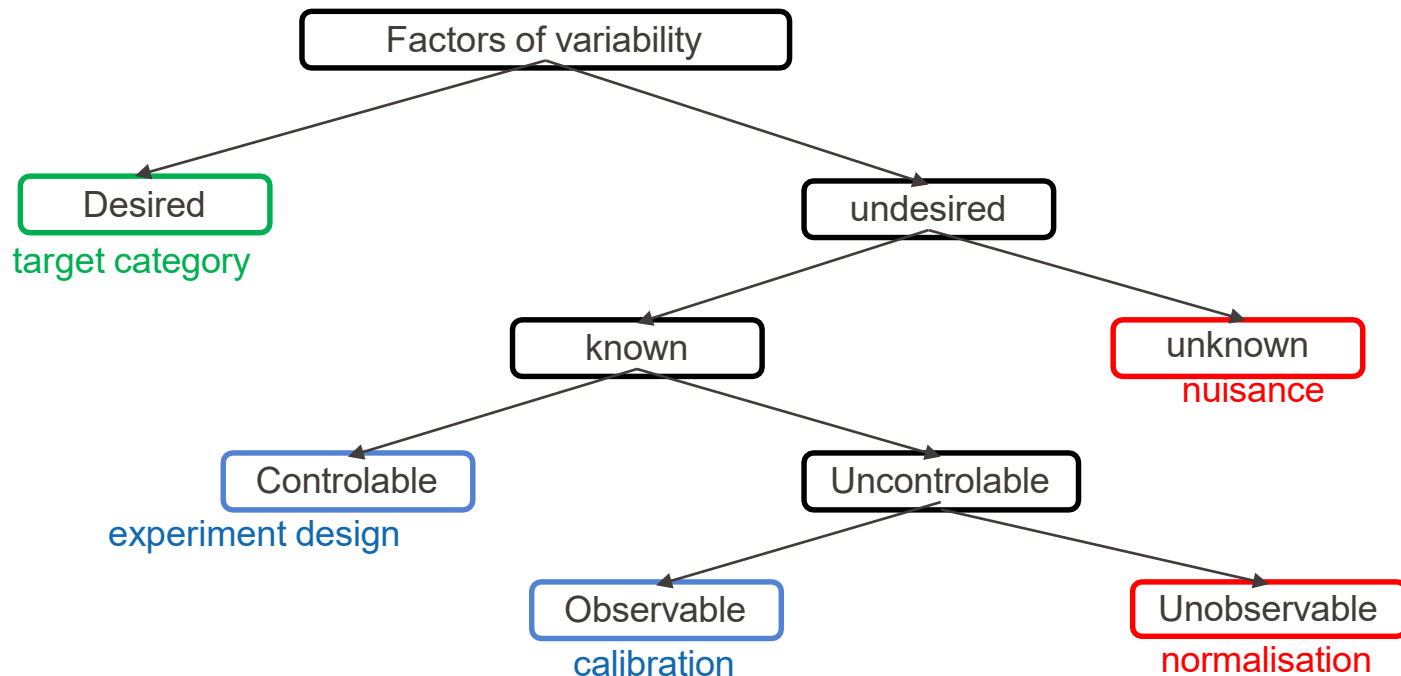 Factors of variability
Desired
undesired
target category
known
unknown
nuisance
Controlable
Uncontrolable
experiment design
Observable
Unobservable
calibration
normalisation